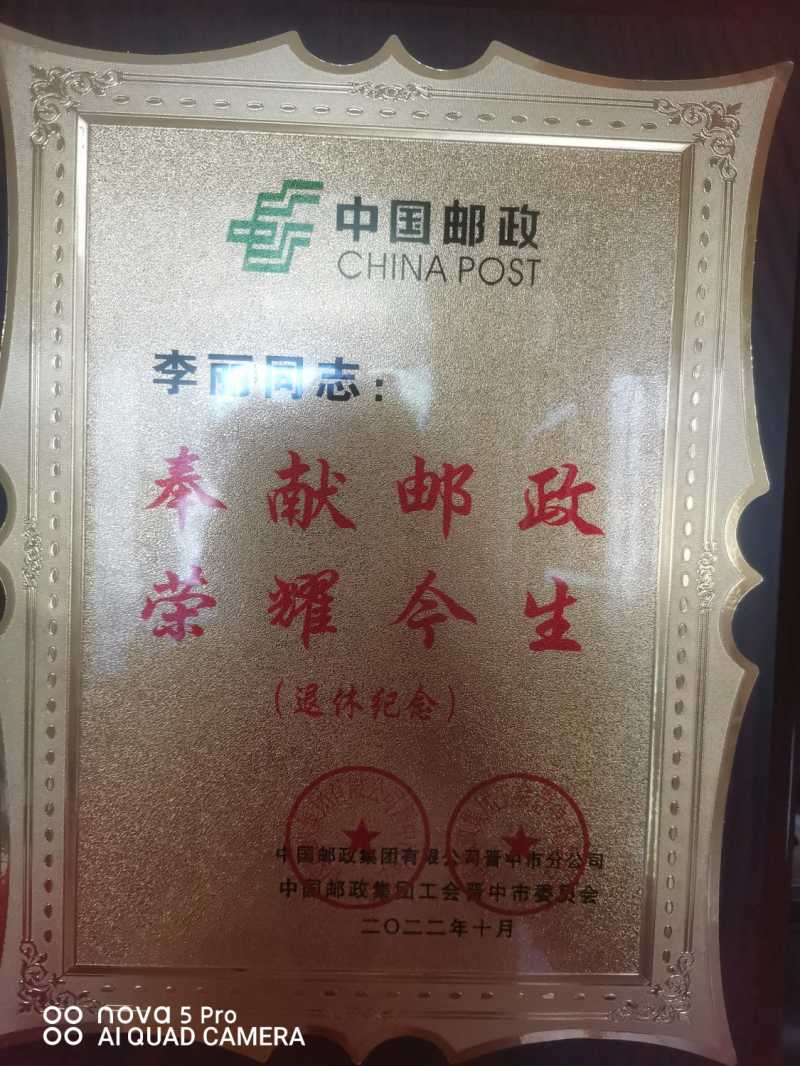 中国邮政
CHINA POST
李丽同志：
奉献邮政
荣耀今生
（退休纪念）
中国邮政集团有限公司晋中市分公司
中国邮政集团工会晋中市委员会
二〇二二年十月
nova 5 Pro
AI QUAD CAMERA